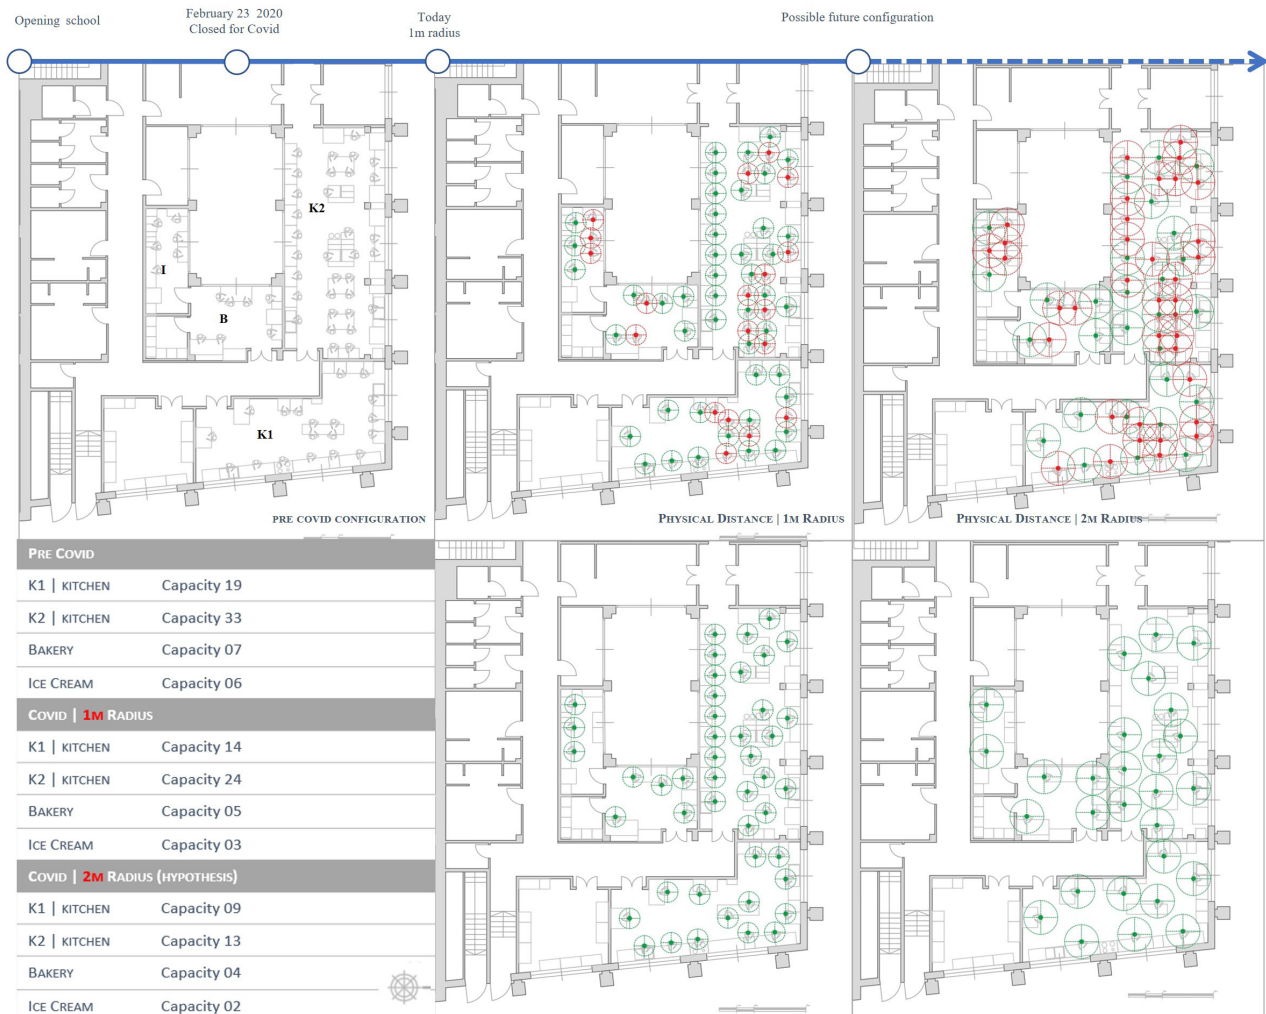 Opening school
February 23 2020
Closed for Covid
Today
1m radius
Possible future configuration
K2
I
B
K1
PRE COVID CONFIGURATION
PHYSICAL DISTANCE | 1M RADIUS
PHYSICAL DISTANCE | 2M RADIUS
PRE COVID
K1 | KITCHEN Capacity 19
K2 | KITCHEN Capacity 33
BAKERY Capacity 07
ICE CREAM Capacity 06
COVID | 1M RADIUS
K1 | KITCHEN Capacity 14
K2 | KITCHEN Capacity 24
BAKERY Capacity 05
ICE CREAM Capacity 03
COVID | 2M RADIUS (HYPOTHESIS)
K1 | KITCHEN Capacity 09
K2 | KITCHEN Capacity 13
BAKERY Capacity 04
ICE CREAM Capacity 02